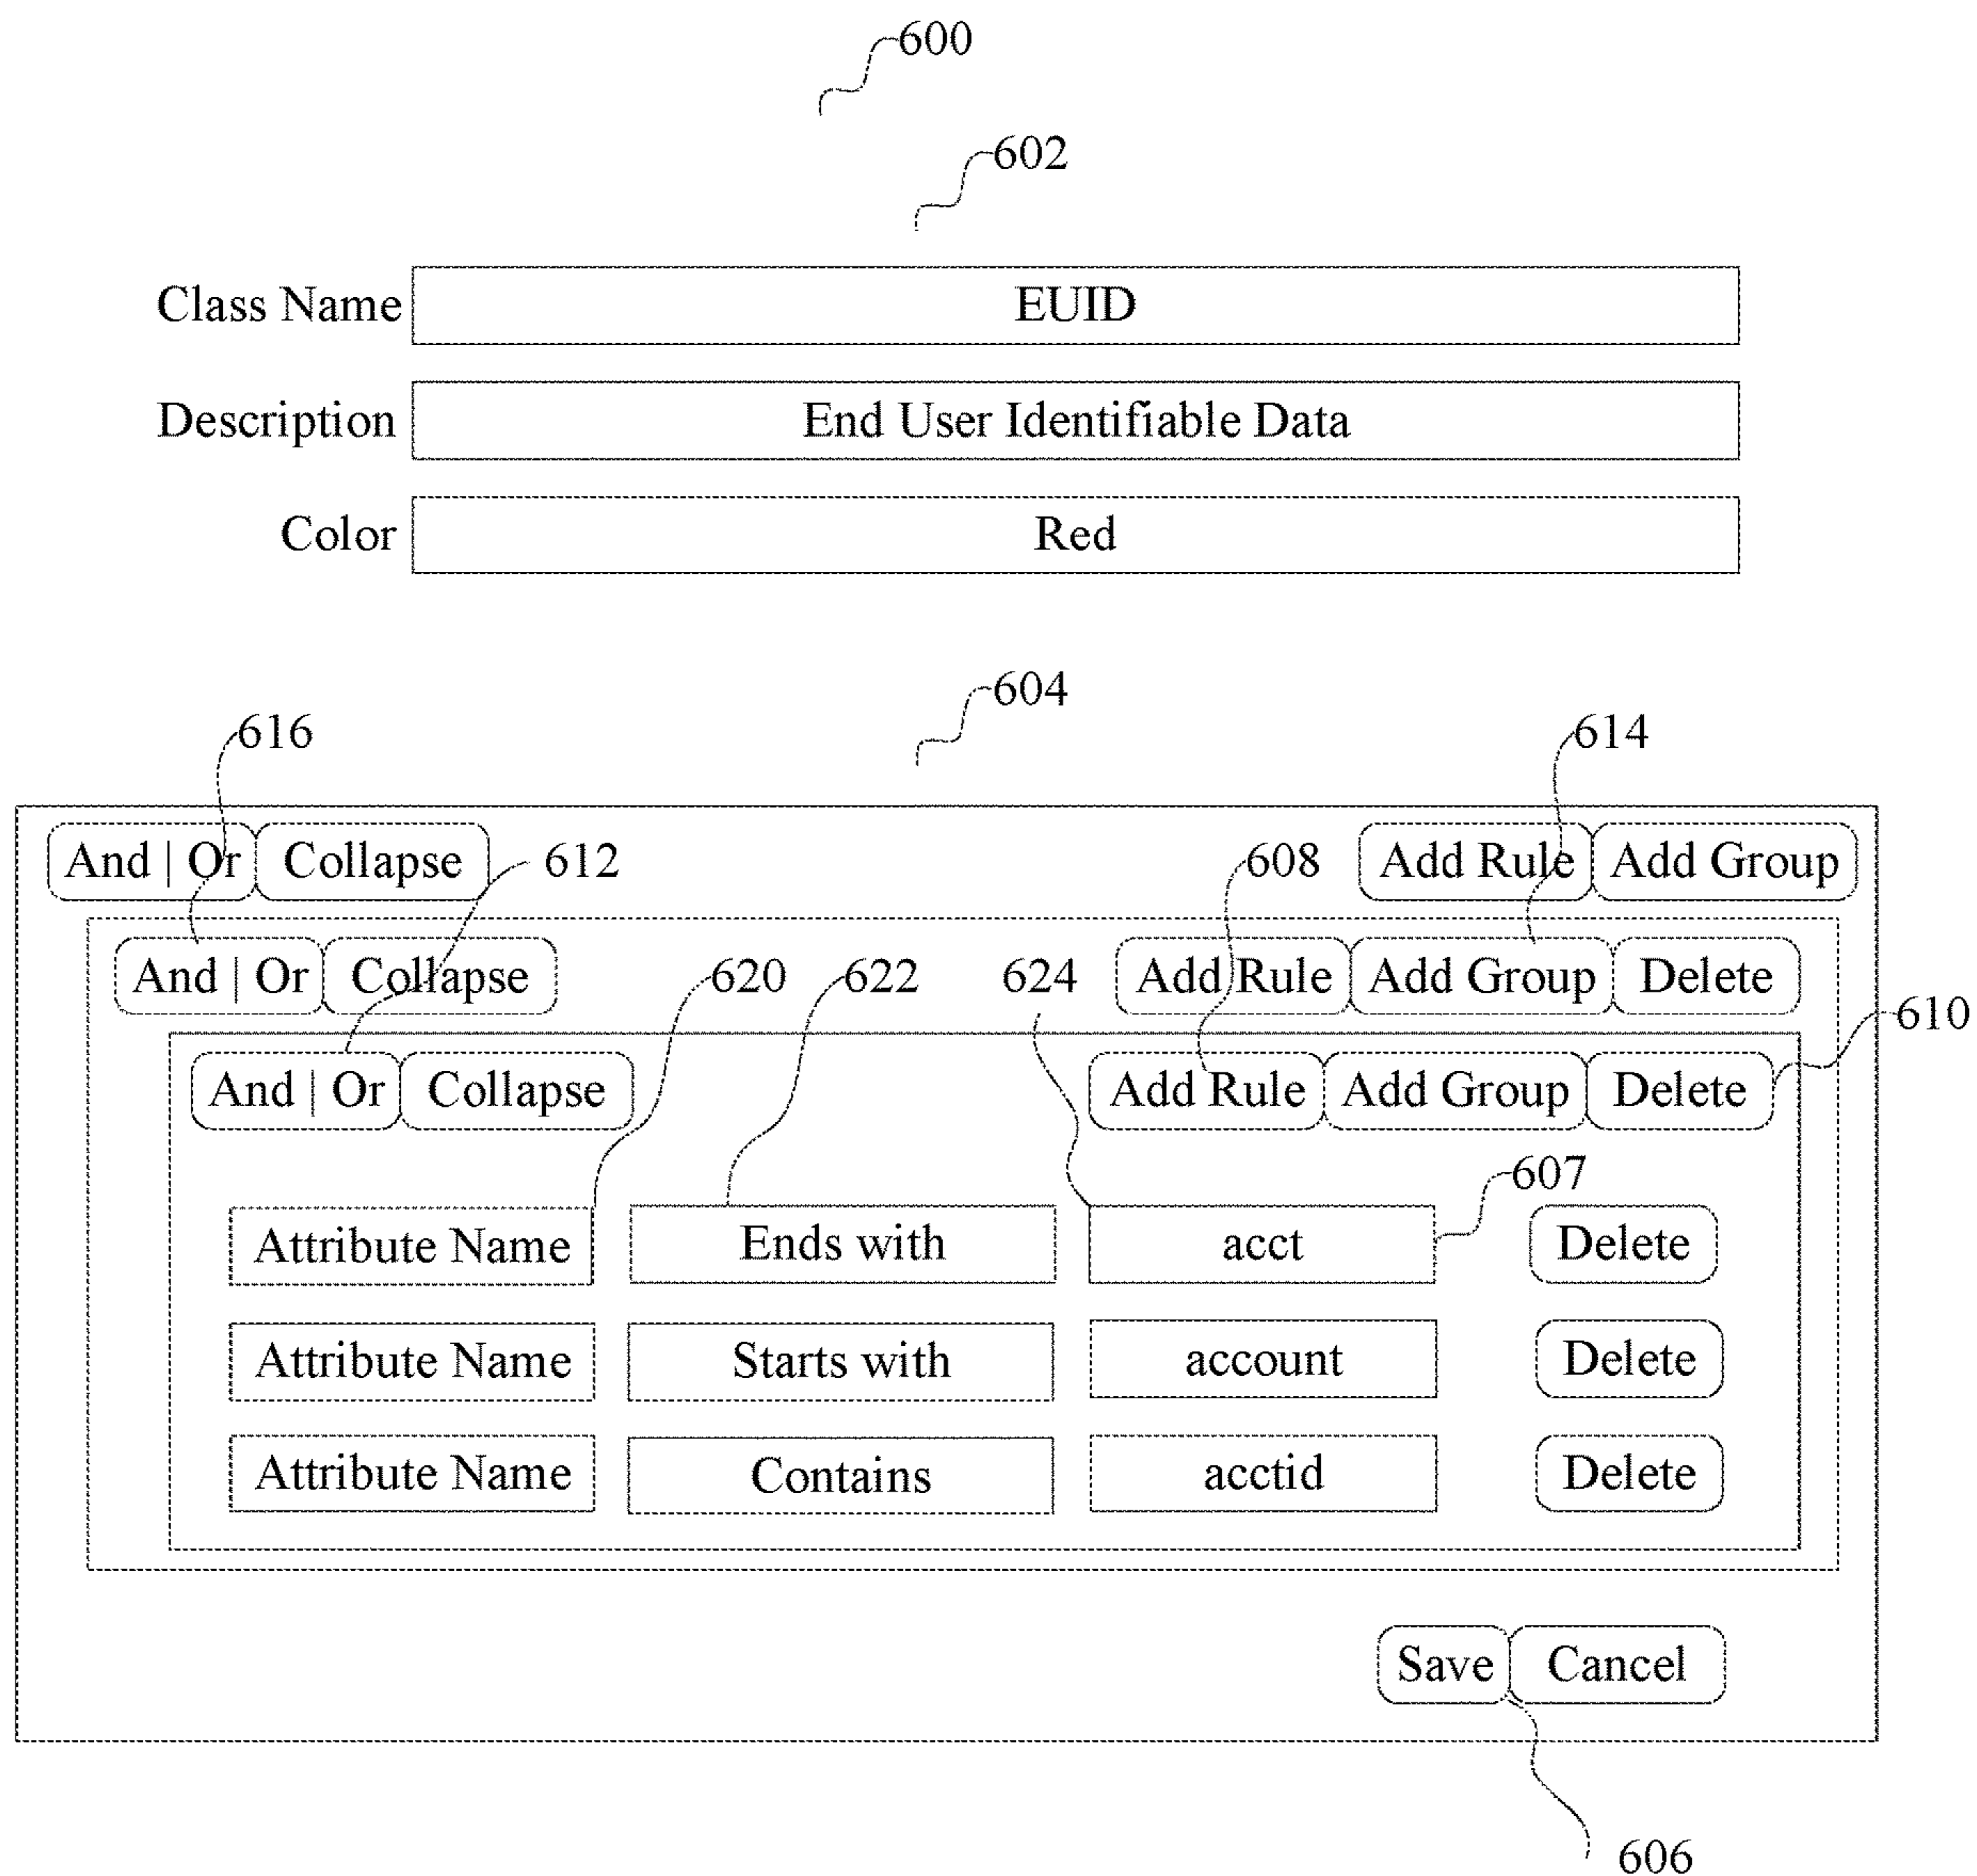 600
602
Class Name EUID
Description End User Identifiable Data
Color Red
604
616 614
And | Or Collapse 612 608 Add Rule Add Group
And | Or Collapse 620 622 624 Add Rule Add Group Delete
610
And | Or Collapse Add Rule Add Group Delete
607
Attribute Name Ends with acct Delete
Attribute Name Starts with account Delete
Attribute Name Contains acctid Delete
Save Cancel
606